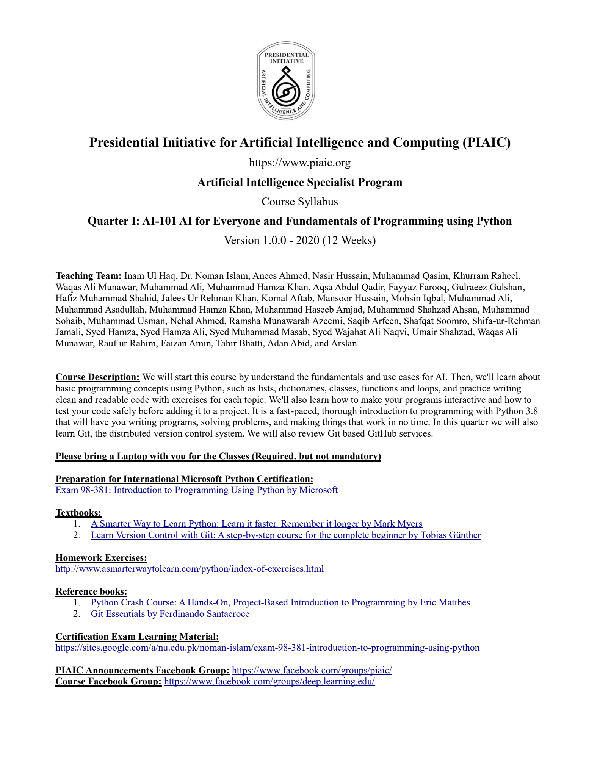 PRESIDENTIAL
INITIATIVE
ARTIFICIAL INTELLIGENCE AND COMPUTING
Presidential Initiative for Artificial Intelligence and Computing (PIAIC)
https://www.piaic.org
Artificial Intelligence Specialist Program
Course Syllabus
Quarter I: AI-101 AI for Everyone and Fundamentals of Programming using Python
Version 1.0.0 - 2020 (12 Weeks)
Teaching Team: Inam Ul Haq, Dr. Noman Islam, Anees Ahmed, Nasir Hussain, Muhammad Qasim, Khurram Raheel,
Waqas Ali Munawar, Muhammad Ali, Muhammad Hamza Khan, Aqsa Abdul Qadir, Fayyaz Farooq, Gulraeez Gulshan,
Hafiz Muhammad Shahid, Jalees Ur Rehman Khan, Komal Aftab, Mansoor Hussain, Mohsin Iqbal, Muhammad Ali,
Muhammad Asadullah, Muhammad Hamza Khan, Muhammad Haseeb Amjad, Muhammad Shahzad Ahsan, Muhammad
Sohaib, Muhammad Usman, Nehal Ahmed, Ramsha Munawarah Azeemi, Saqib Arfeen, Shafqat Soomro, Shifa-ur-Rehman
Jamali, Syed Hamza, Syed Hamza Ali, Syed Muhammad Masab, Syed Wajahat Ali Naqvi, Umair Shahzad, Waqas Ali
Munawar, Rauf ur Rahim, Faizan Amin, Tahir Bhatti, Adan Abid, and Arslan
Course Description: We will start this course by understand the fundamentals and use cases for AI. Then, we'll learn about
basic programming concepts using Python, such as lists, dictionaries, classes, functions and loops, and practice writing
clean and readable code with exercises for each topic. We'll also learn how to make your programs interactive and how to
test your code safely before adding it to a project. It is a fast-paced, thorough introduction to programming with Python 3.8
that will have you writing programs, solving problems, and making things that work in no time. In this quarter we will also
learn Git, the distributed version control system. We will also review Git based GitHub services.
Please bring a Laptop with you for the Classes (Required, but not mandatory)
Preparation for International Microsoft Python Certification:
Exam 98-381: Introduction to Programming Using Python by Microsoft
Textbooks:
1. A Smarter Way to Learn Python: Learn it faster. Remember it longer by Mark Myers
2. Learn Version Control with Git: A step-by-step course for the complete beginner by Tobias Günther
Homework Exercises:
http://www.asmarterwaytolearn.com/python/index-of-exercises.html
Reference books:
1. Python Crash Course: A Hands-On, Project-Based Introduction to Programming by Eric Matthes
2. Git Essentials by Ferdinando Santacroce
Certification Exam Learning Material:
https://sites.google.com/a/nu.edu.pk/noman-islam/exam-98-381-introduction-to-programming-using-python
PIAIC Announcements Facebook Group: https://www.facebook.com/groups/piaic/
Course Facebook Group: https://www.facebook.com/groups/deep.learning.edu/